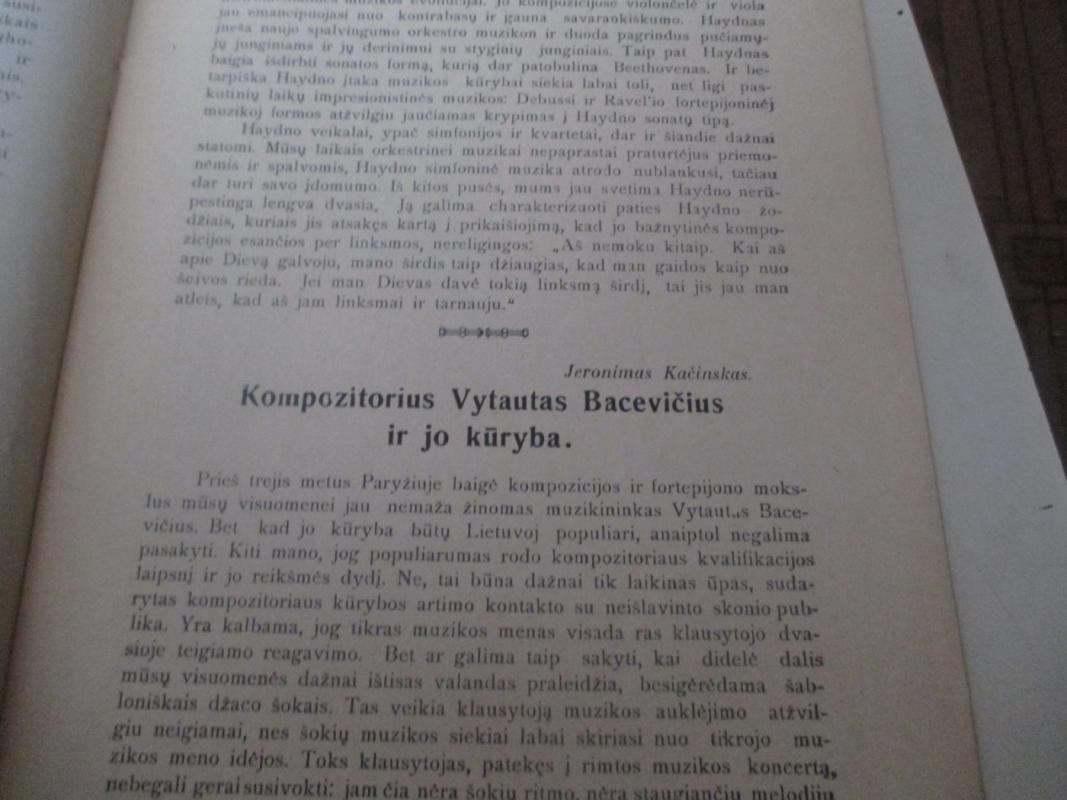 susi-
ikais
tho-
ir
nis.
ry-
muzikos evoliucijai. Jo kompozicijose violončelė ir viola
jau emancipuojasi nuo kontrabasų ir gauna savarankiškumo. Haydnas
įneša naujo spalvingumo orkestro muzikon ir duoda pagrindus pučiamų-
jų junginiams ir jų derinimui su styginių junginiais. Taip pat Haydnas
baigia išdirbti sonatos formą, kurią dar patobulina Beethovenas. Ir be-
tarpiška Haydno įtaka muzikos kūrybai siekia labai toli, net ligi pas-
kutinių laikų impresionistinės muzikos: Debussi ir Ravel'io fortepijoninėj
muzikoj formos atžvilgiu jaučiamas krypimas į Haydno sonatų tipą.
Haydno veikalai, ypač simfonijos ir kvartetai, dar ir šiandie dažnai
statomi. Mūsų laikais orkestrinei muzikai nepaprastai praturtėjus priemo-
nėmis ir spalvomis, Haydno simfoninė muzika atrodo nublankusi, tačiau
dar turi savo įdomumo. Iš kitos pusės, mums jau svetima Haydno nerū-
pestinga lengva dvasia. Ją galima charakterizuoti paties Haydno žo-
džiais, kuriais jis atsakęs kartą į prikaišiojimą, kad jo bažnytinės kompo-
zicijos esančios per linksmos, nereligingos: „Aš nemoku kitaip. Kai aš
apie Dievą galvoju, mano širdis taip džiaugias, kad man gaidos kaip nuo
šeivos rieda. Jei man Dievas davė tokią linksmą širdį, tai jis jau man
atleis, kad aš jam linksmai ir tarnauju.“
Jeronimas Kačinskas.
Kompozitorius Vytautas Bacevičius
ir jo kūryba.
Prieš trejis metus Paryžiuje baigė kompozicijos ir fortepijono moks-
lus mūsų visuomenei jau nemaža žinomas muzikininkas Vytautas Bace-
vičius. Bet kad jo kūryba būtų Lietuvoj populiari, anaiptol negalima
pasakyti. Kiti mano, jog populiarumas rodo kompozitoriaus kvalifikacijos
laipsnį ir jo reikšmės dydį. Ne, tai būna dažnai tik laikinas ūpas, suda-
rytas kompozitoriaus kūrybos artimo kontakto su neišlavinto skonio pub-
lika. Yra kalbama, jog tikras muzikos menas visada ras klausytojo dva-
sioje teigiamo reagavimo. Bet ar galima taip sakyti, kai didelė dalis
mūsų visuomenės dažnai ištisas valandas praleidžia, besigėrėdama šab-
loniškais džaco šokais. Tas veikia klausytoją muzikos auklėjimo atžvil-
giu neigiamai, nes šokių muzikos siekiai labai skiriasi nuo tikrojo mu-
zikos meno idėjos. Toks klausytojas, patekęs į rimtos muzikos koncertą,
nebegali gerai susivokti: jam čia nėra šokių ritmo, nėra staugiančių melodijų